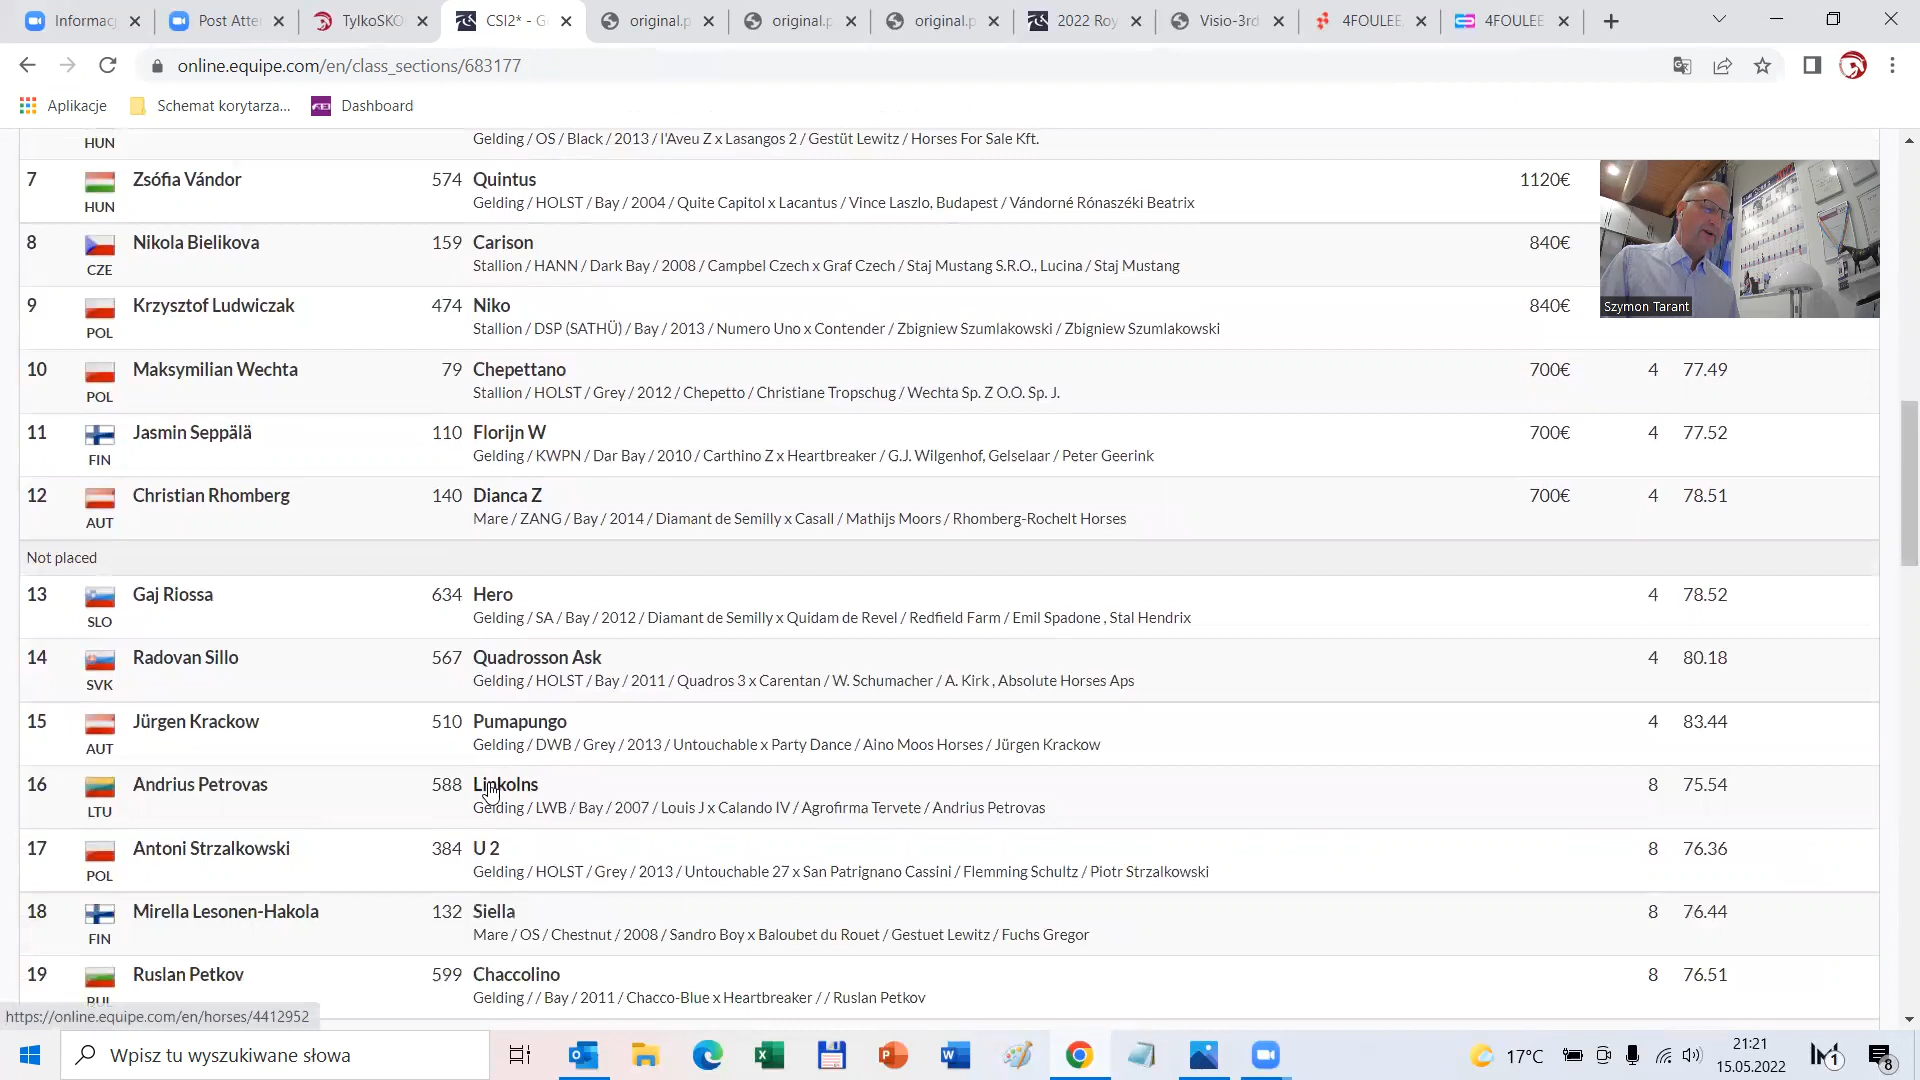 Informac
Post Atte
TylkoSKO
CSI2* - G
original.p
original.p
original.p
2022 Roy
Visio-3rd
4FOULEE
4FOULEE
online.equipe.com/en/class_sections/683177
Aplikacje
Schemat korytarza...
Dashboard
HUN
Gelding / OS / Black / 2013 / l'Aveu Z x Lasangos 2 / Gestüt Lewitz / Horses For Sale Kft.
7 Zsófia Vándor 574 Quintus 1120€
HUN Gelding / HOLST / Bay / 2004 / Quite Capitol x Lacantus / Vince Laszlo, Budapest / Vándorné Rónaszéki Beatrix
8 Nikola Bielikova 159 Carison 840€
CZE Stallion / HANN / Dark Bay / 2008 / Campbel Czech x Graf Czech / Staj Mustang S.R.O., Lucina / Staj Mustang
9 Krzysztof Ludwiczak 474 Niko 840€
Szymon Tarant
POL Stallion / DSP (SATHÜ) / Bay / 2013 / Numero Uno x Contender / Zbigniew Szumlakowski / Zbigniew Szumlakowski
10 Maksymilian Wechta 79 Chepettano 700€ 4 77.49
POL Stallion / HOLST / Grey / 2012 / Chepetto / Christiane Tropschug / Wechta Sp. Z O.O. Sp. J.
11 Jasmin Seppälä 110 Florijn W 700€ 4 77.52
FIN Gelding / KWPN / Dar Bay / 2010 / Carthino Z x Heartbreaker / G.J. Wilgenhof, Gelselaar / Peter Geerink
12 Christian Rhomberg 140 Dianca Z 700€ 4 78.51
AUT Mare / ZANG / Bay / 2014 / Diamant de Semilly x Casall / Mathijs Moors / Rhomberg-Rochelt Horses
Not placed
13 Gaj Riossa 634 Hero 4 78.52
SLO Gelding / SA / Bay / 2012 / Diamant de Semilly x Quidam de Revel / Redfield Farm / Emil Spadone , Stal Hendrix
14 Radovan Sillo 567 Quadrosson Ask 4 80.18
SVK Gelding / HOLST / Bay / 2011 / Quadros 3 x Carentan / W. Schumacher / A. Kirk , Absolute Horses Aps
15 Jürgen Krackow 510 Pumapungo 4 83.44
AUT Gelding / DWB / Grey / 2013 / Untouchable x Party Dance / Aino Moos Horses / Jürgen Krackow
16 Andrius Petrovas 588 Linkolns 8 75.54
LTU Gelding / LWB / Bay / 2007 / Louis J x Calando IV / Agrofirma Tervete / Andrius Petrovas
17 Antoni Strzalkowski 384 U 2 8 76.36
POL Gelding / HOLST / Grey / 2013 / Untouchable 27 x San Patrignano Cassini / Flemming Schultz / Piotr Strzalkowski
18 Mirella Lesonen-Hakola 132 Siella 8 76.44
FIN Mare / OS / Chestnut / 2008 / Sandro Boy x Baloubet du Rouet / Gestuet Lewitz / Fuchs Gregor
19 Ruslan Petkov 599 Chaccolino 8 76.51
BUL Gelding / / Bay / 2011 / Chacco-Blue x Heartbreaker / / Ruslan Petkov
https://online.equipe.com/en/horses/4412952
Wpisz tu wyszukiwane słowa
17°C
21:21
15.05.2022
1
8